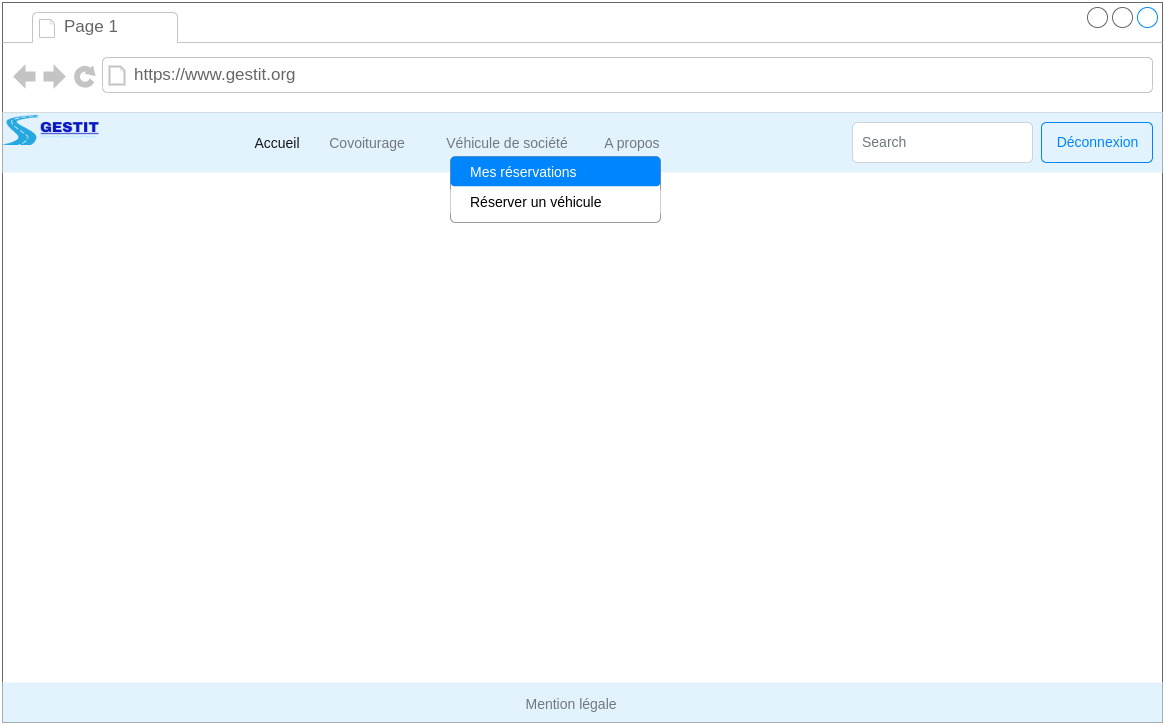 Page 1
https://www.gestit.org
GESTIT
Accueil
Covoiturage
Véhicule de société
A propos
Search
Déconnexion
Mes réservations
Réserver un véhicule
Mention légale